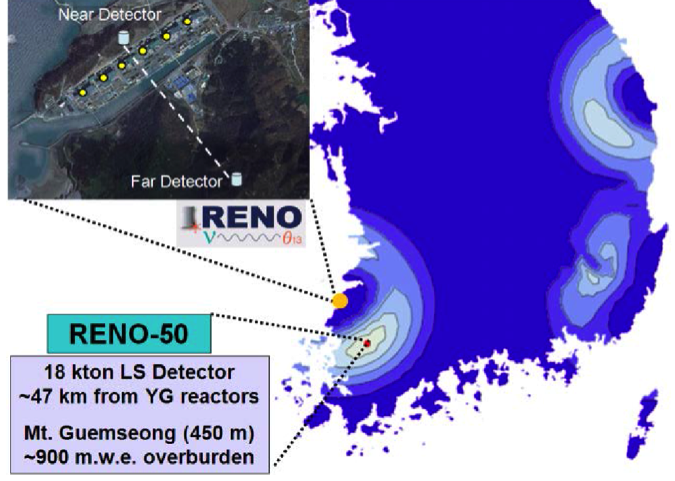 Near Detector
Far Detector
RENO
ν θ13
RENO-50
18 kton LS Detector
~47 km from YG reactors
Mt. Guemseong (450 m)
~900 m.w.e. overburden